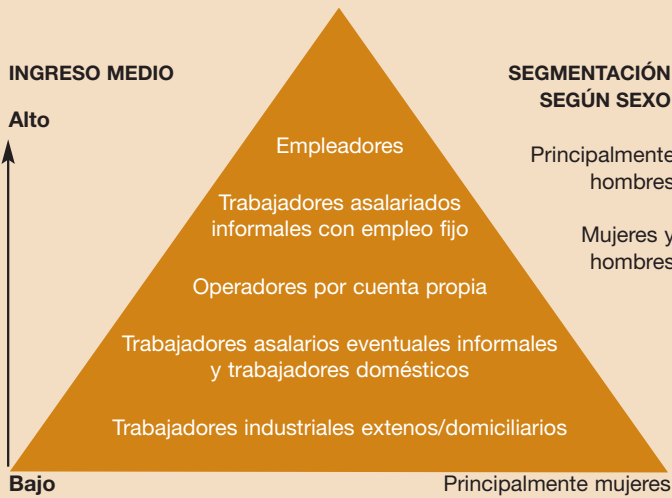 INGRESO MEDIO
Alto
SEGMENTACIÓN
SEGÚN SEXO
Empleadores
Principalmente
hombres
Trabajadores asalariados
informales con empleo fijo
Mujeres y
hombres
Operadores por cuenta propia
Trabajadores asalarios eventuales informales
y trabajadores domésticos
Trabajadores industriales extenos/domiciliarios
Bajo
Principalmente mujeres